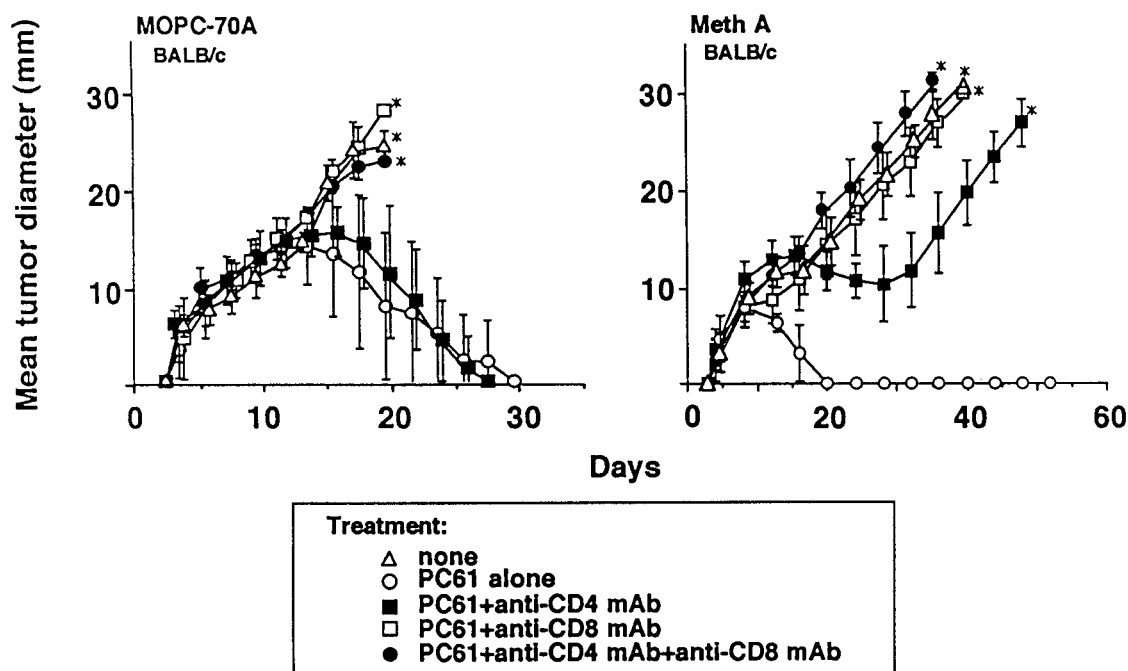 MOPC-70A
BALB/c
Mean tumor diameter (mm)
30
20
10
0
10
20
30
*
*
*
Meth A
BALB/c
30
20
10
0
20
40
60
*
*
*
*
Days
Treatment:
none
PC61 alone
PC61+anti-CD4 mAb
PC61+anti-CD8 mAb
PC61+anti-CD4 mAb+anti-CD8 mAb